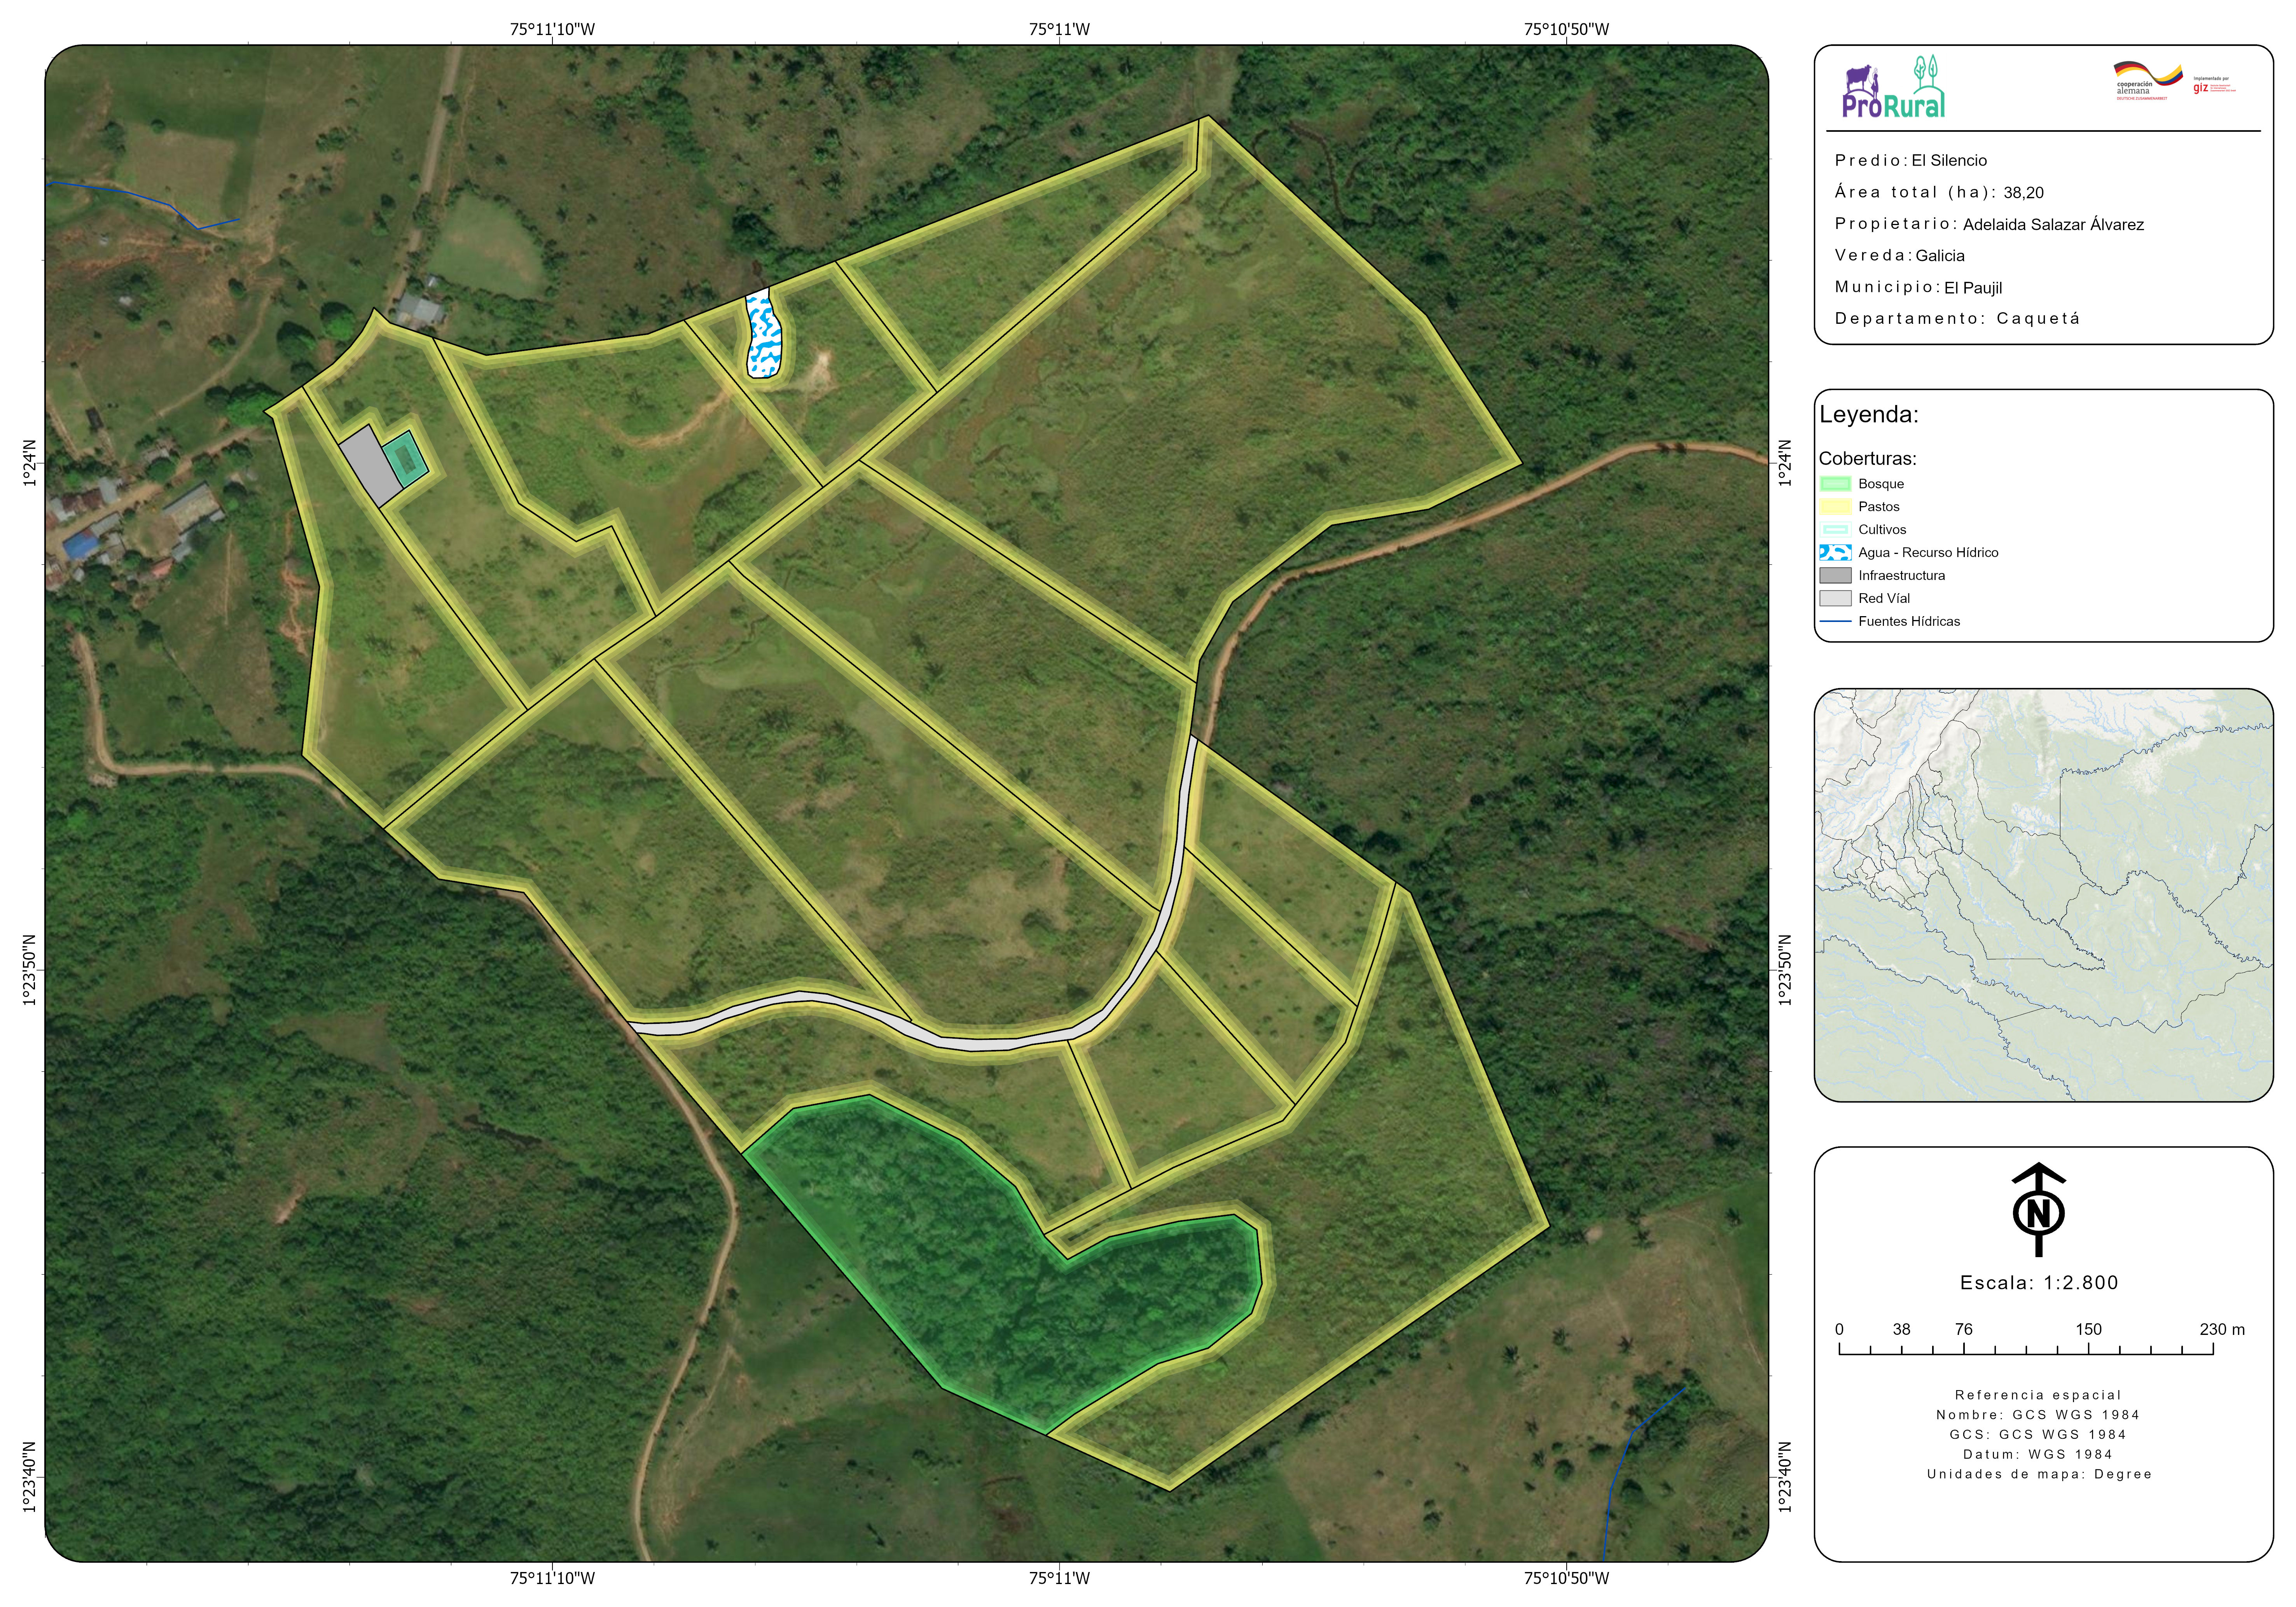 75°11'10"W 75°11'W 75°10'50"W
1°24'N 1°24'N
1°23'50"N 1°23'50"N
1°23'40"N 1°23'40"N
75°11'10"W 75°11'W 75°10'50"W
ProRural
cooperación
alemana
DEUTSCHE ZUSAMMENARBEIT
Implementada por
giz
Predio: El Silencio
Área total (ha): 38,20
Propietario: Adelaida Salazar Álvarez
Vereda: Galicia
Municipio: El Paujil
Departamento: Caquetá
Leyenda:
Coberturas:
Bosque
Pastos
Cultivos
Agua - Recurso Hídrico
Infraestructura
Red Víal
Fuentes Hídricas
N
Escala: 1:2.800
0 38 76 150 230 m
Referencia espacial
Nombre: GCS WGS 1984
GCS: GCS WGS 1984
Datum: WGS 1984
Unidades de mapa: Degree